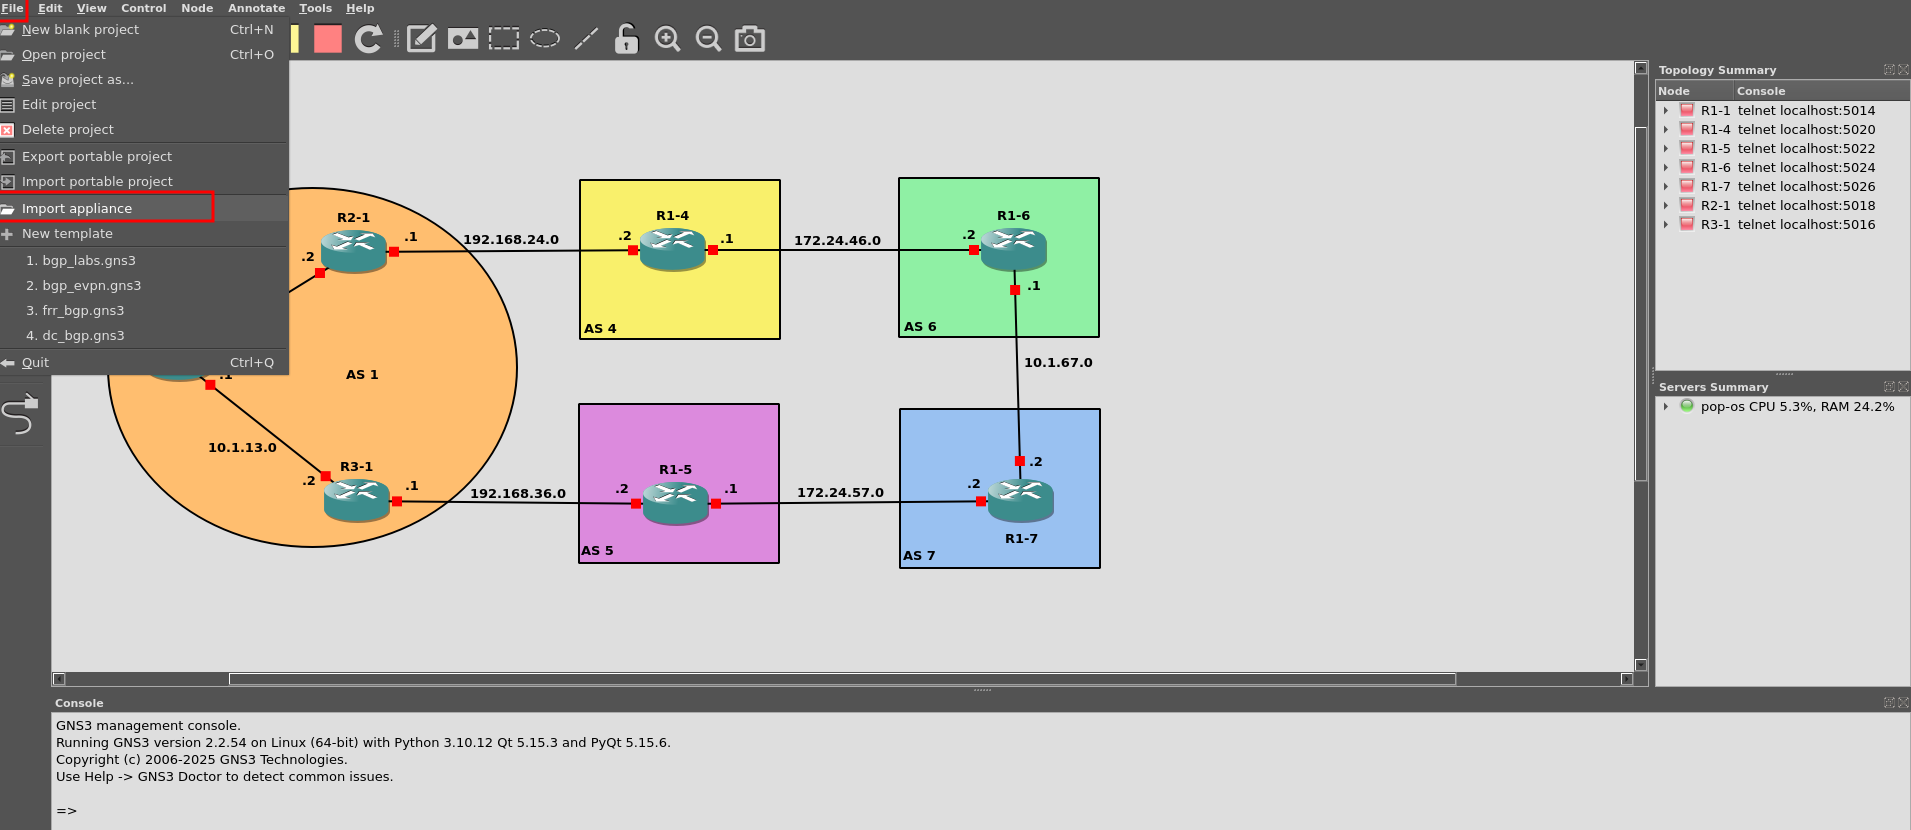 File Edit View Control Node Annotate Tools Help
New blank project Ctrl+N
Open project Ctrl+O
Save project as...
Edit project
Delete project
Export portable project
Import portable project
Import appliance
New template
1. bgp_labs.gns3
2. bgp_evpn.gns3
3. frr_bgp.gns3
4. dc_bgp.gns3
Quit Ctrl+Q
R2-1
.1
.2
192.168.24.0
R1-4
.2
.1
AS 4
172.24.46.0
R1-6
.2
.1
AS 6
10.1.67.0
AS 1
.1
10.1.13.0
R3-1
.2
.1
192.168.36.0
R1-5
.2
.1
AS 5
172.24.57.0
.2
.2
R1-7
AS 7
Topology Summary
Node Console
R1-1 telnet localhost:5014
R1-4 telnet localhost:5020
R1-5 telnet localhost:5022
R1-6 telnet localhost:5024
R1-7 telnet localhost:5026
R2-1 telnet localhost:5018
R3-1 telnet localhost:5016
Servers Summary
pop-os CPU 5.3%, RAM 24.2%
Console
GNS3 management console.
Running GNS3 version 2.2.54 on Linux (64-bit) with Python 3.10.12 Qt 5.15.3 and PyQt 5.15.6.
Copyright (c) 2006-2025 GNS3 Technologies.
Use Help -> GNS3 Doctor to detect common issues.
=>